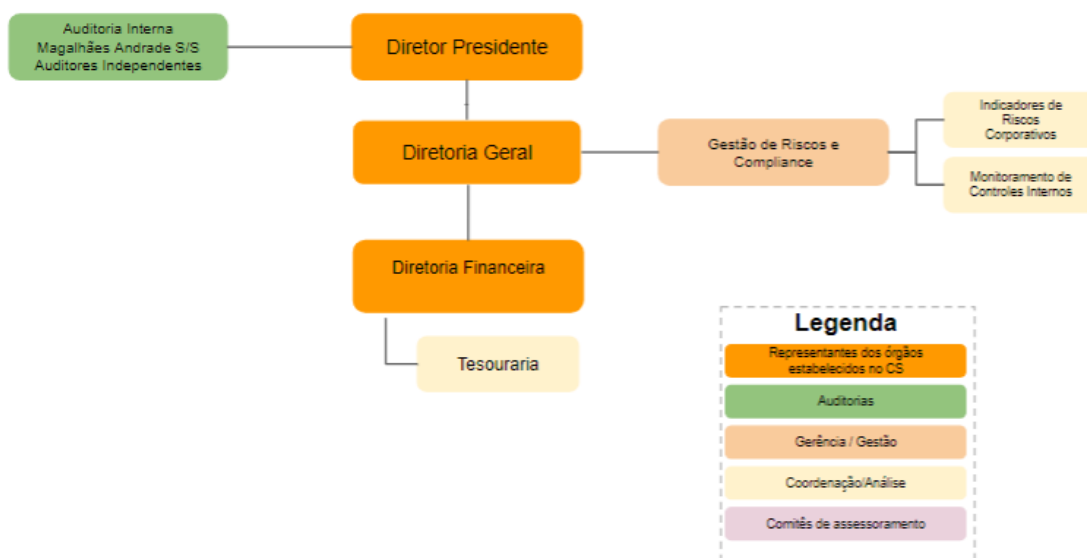 Auditoria Interna
Magalhães Andrade S/S
Auditores Independentes
Diretor Presidente
Diretoria Geral
Gestão de Riscos e
Compliance
Indicadores de
Riscos
Corporativos
Monitoramento de
Controles Internos
Diretoria Financeira
Tesouraria
Legenda
Representantes dos órgãos
estabelecidos no CS
Auditorias
Gerência / Gestão
Coordenação/Análise
Comitês de assessoramento